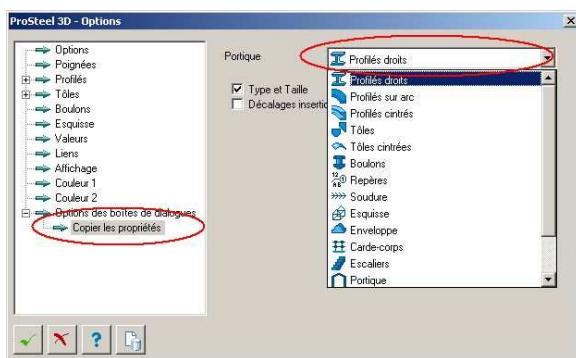 ProSteel 3D - Options
Options
Poignées
Profilés
Tôles
Boulons
Esquisse
Valeurs
Liens
Affichage
Couleur 1
Couleur 2
Options des boîtes de dialogues
Copier les propriétés
Portique
Profilés droits
Type et Taille
Décalages insertio
Profilés droits
Profilés sur arc
Profilés cintrés
Tôles
Tôles cintrées
Boulons
Repères
Soudure
Esquisse
Enveloppe
Carde-corps
Escaliers
Portique